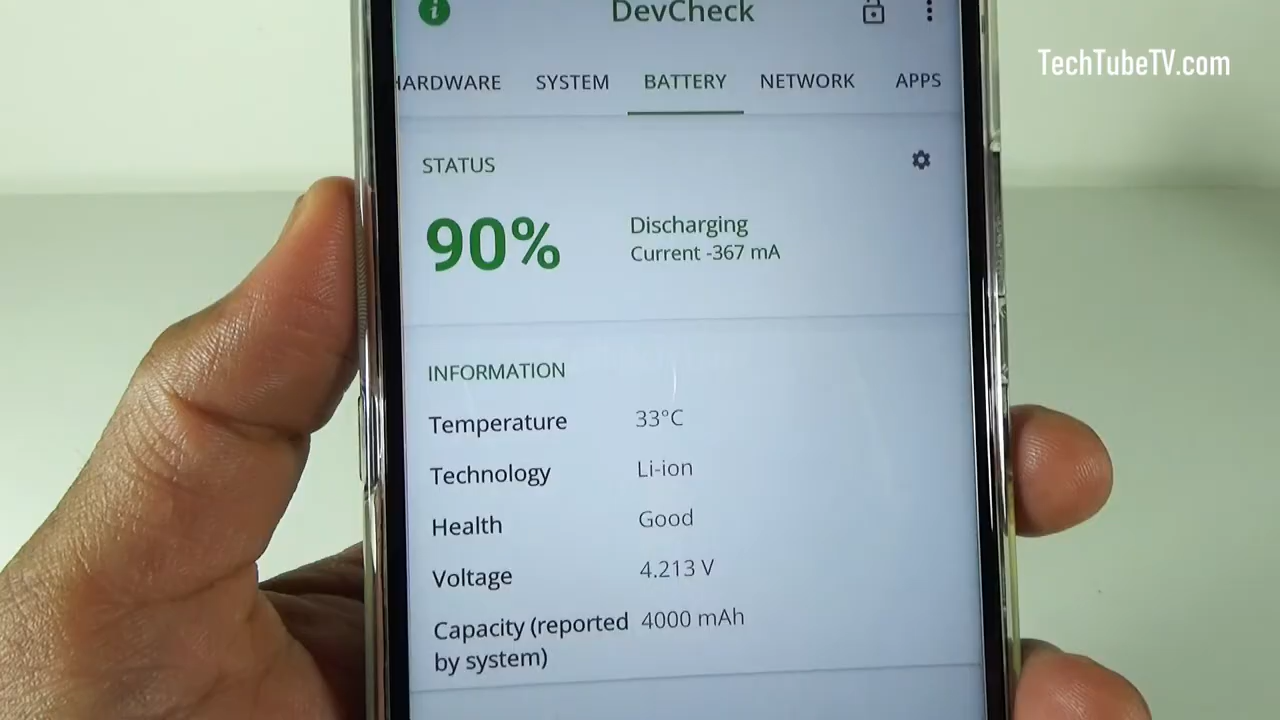 DevCheck
TechTubeTV.com
HARDWARE SYSTEM BATTERY NETWORK APPS
STATUS
90%
Discharging
Current -367 mA
INFORMATION
Temperature 33°C
Technology Li-ion
Health Good
Voltage 4.213 V
Capacity (reported 4000 mAh
by system)